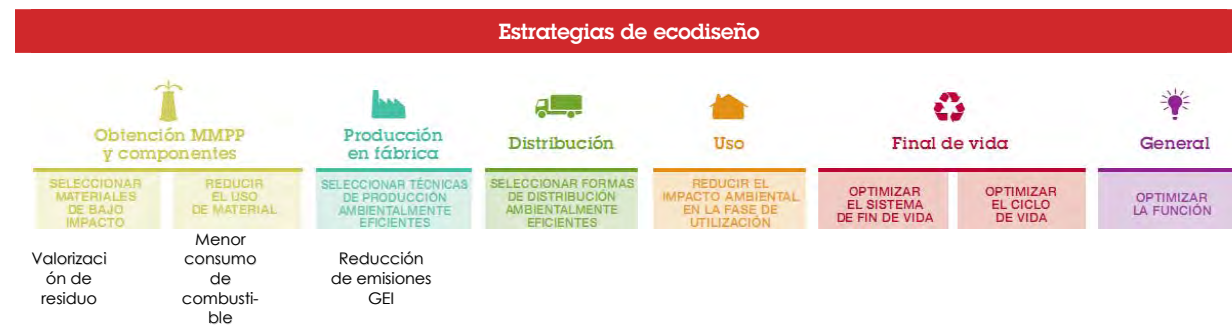 Estrategias de ecodiseño
Obtención MMPP
y componentes
Producción
en fábrica
Distribución
Uso
Final de vida
General
SELECCIONAR
MATERIALES
DE BAJO
IMPACTO
REDUCIR
EL USO
DE MATERIAL
SELECCIONAR TÉCNICAS
DE PRODUCCIÓN
AMBIENTALMENTE
EFICIENTES
SELECCIONAR FORMAS
DE DISTRIBUCIÓN
AMBIENTALMENTE
EFICIENTES
REDUCIR EL
IMPACTO AMBIENTAL
EN LA FASE DE
UTILIZACIÓN
OPTIMIZAR
EL SISTEMA
DE FIN DE VIDA
OPTIMIZAR
EL CICLO
DE VIDA
OPTIMIZAR
LA FUNCIÓN
Valorizaci
ón de
residuo
Menor
consumo
de
combusti-
ble
Reducción
de emisiones
GEI